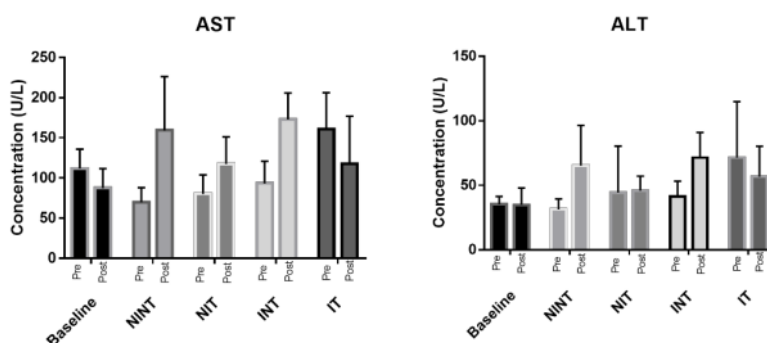 AST
Concentration (U/L)
250
200
150
100
50
0
Pre
Post
Pre
Post
Pre
Post
Pre
Post
Pre
Post
Baseline
NINT
NIT
INT
IT
ALT
Concentration (U/L)
150
100
50
0
Pre
Post
Pre
Post
Pre
Post
Pre
Post
Pre
Post
Baseline
NINT
NIT
INT
IT